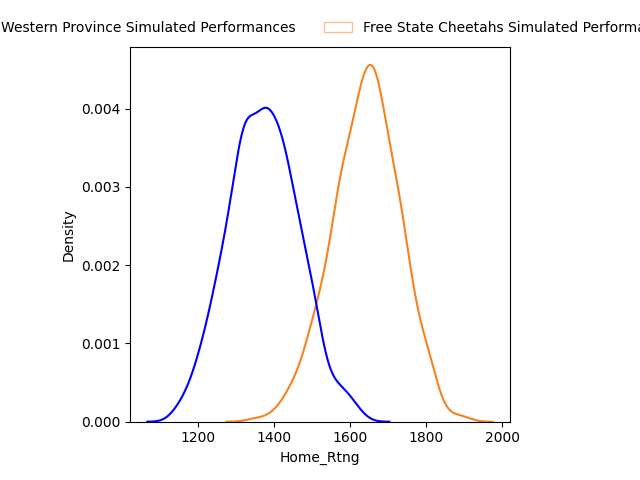 Western Province Simulated Performances
Free State Cheetahs Simulated
0.004
0.003
0.002
0.001
0.000
Density
1200 1400 1600 1800 2000
Home_Rtng